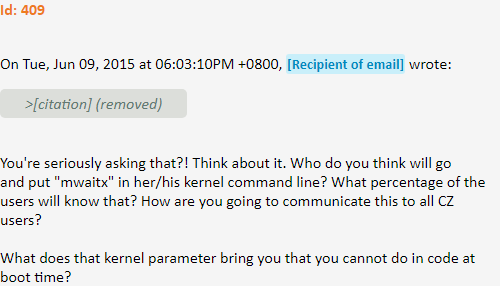 Id: 409
On Tue, Jun 09, 2015 at 06:03:10PM +0800, [Recipient of email] wrote:
>[citation] (removed)
You're seriously asking that?! Think about it. Who do you think will go
and put "mwaitx" in her/his kernel command line? What percentage of the
users will know that? How are you going to communicate this to all CZ
users?
What does that kernel parameter bring you that you cannot do in code at
boot time?